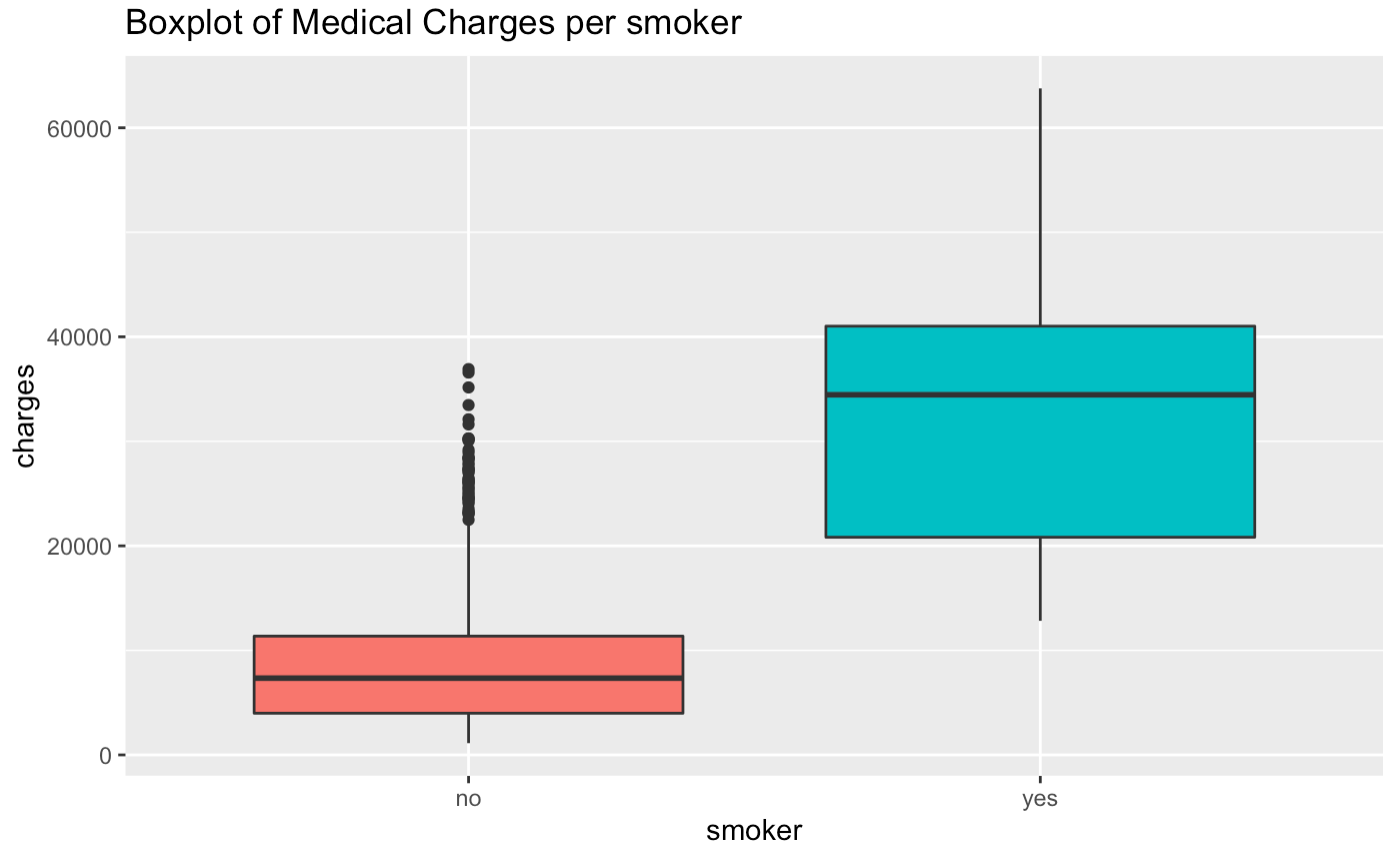 Boxplot of Medical Charges per smoker
60000
40000
20000
0
charges
no
yes
smoker